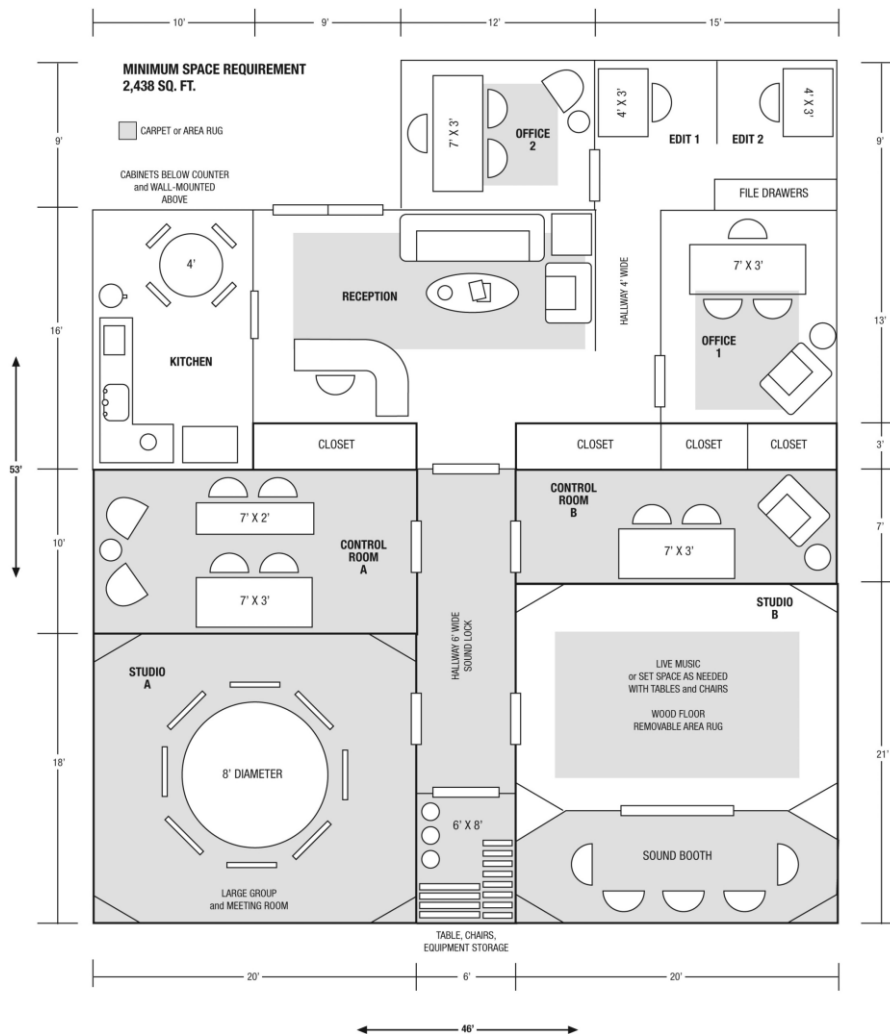 10'
9'
12'
15'
MINIMUM SPACE REQUIREMENT
2,438 SQ. FT.
CARPET or AREA RUG
CABINETS BELOW COUNTER
and WALL-MOUNTED
ABOVE
9'
7' X 3'
OFFICE
2
4' X 3'
EDIT 1
EDIT 2
4' X 3'
9'
FILE DRAWERS
16'
4'
KITCHEN
RECEPTION
HALLWAY 4' WIDE
7' X 3'
OFFICE
1
13'
CLOSET
CLOSET
CLOSET
CLOSET
3'
53'
10'
7' X 2'
CONTROL
ROOM
A
7' X 3'
CONTROL
ROOM
B
7' X 3'
7'
HALLWAY 6' WIDE
SOUND LOCK
STUDIO
A
8' DIAMETER
LARGE GROUP
and MEETING ROOM
18'
STUDIO
B
LIVE MUSIC
or SET SPACE AS NEEDED
WITH TABLES and CHAIRS
WOOD FLOOR
REMOVABLE AREA RUG
21'
6' X 8'
SOUND BOOTH
TABLE, CHAIRS,
EQUIPMENT STORAGE
20'
6'
20'
46'